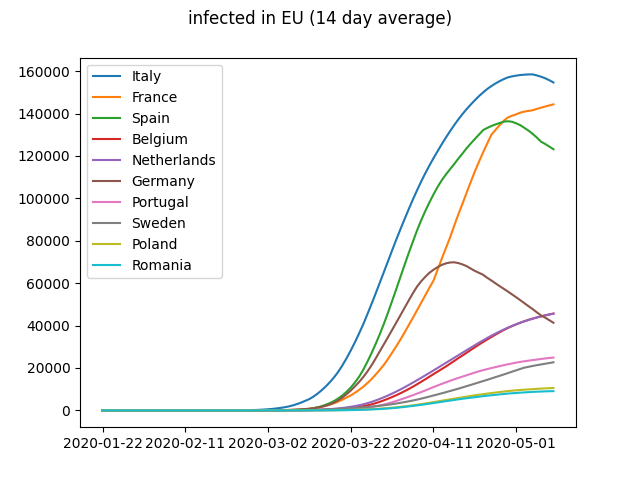 infected in EU (14 day average)
160000
140000
120000
100000
80000
60000
40000
20000
0
Italy
France
Spain
Belgium
Netherlands
Germany
Portugal
Sweden
Poland
Romania
2020-01-22 2020-02-11 2020-03-02 2020-03-22 2020-04-11 2020-05-01